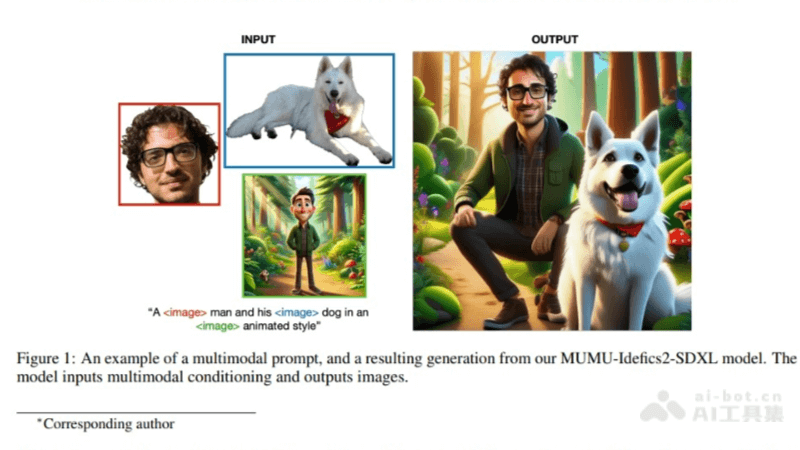 INPUT
OUTPUT
"A <image> man and his <image> dog in an
<image> animated style"
Figure 1: An example of a multimodal prompt, and a resulting generation from our MUMU-Idefics2-SDXL model. The
model inputs multimodal conditioning and outputs images.
*Corresponding author
ai-bot.cn
AI工具集